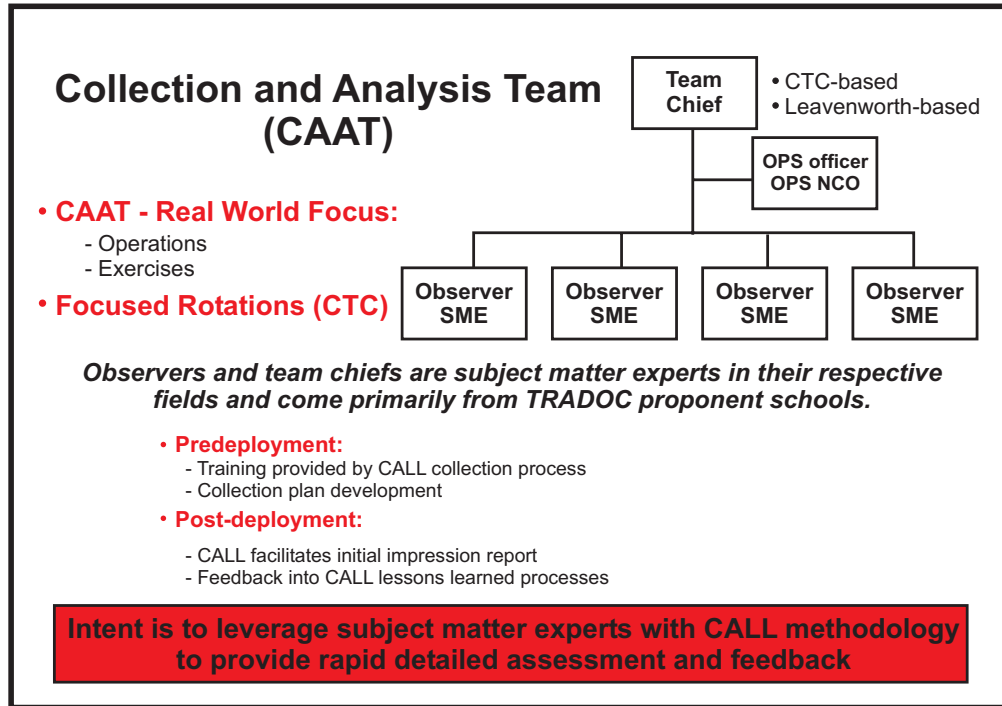 Collection and Analysis Team
(CAAT)
Team
Chief
• CTC-based
• Leavenworth-based
OPS officer
OPS NCO
• CAAT - Real World Focus:
- Operations
- Exercises
• Focused Rotations (CTC)
Observer
SME
Observer
SME
Observer
SME
Observer
SME
Observers and team chiefs are subject matter experts in their respective
fields and come primarily from TRADOC proponent schools.
• Predeployment:
- Training provided by CALL collection process
- Collection plan development
• Post-deployment:
- CALL facilitates initial impression report
- Feedback into CALL lessons learned processes
Intent is to leverage subject matter experts with CALL methodology
to provide rapid detailed assessment and feedback